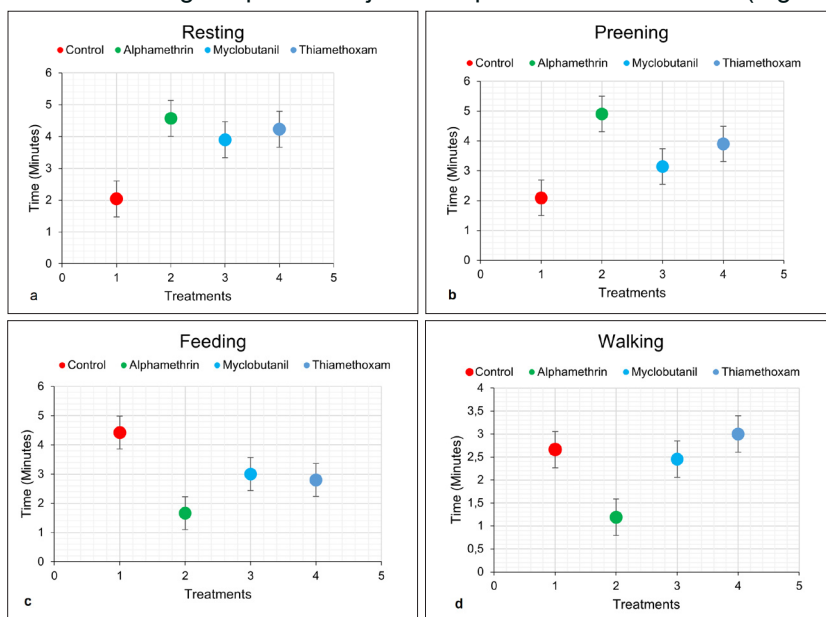 Resting
Control Alphamethrin Myclobutanil Thiamethoxam
6
5
4
3
2
1
0
0 1 2 3 4 5
Time (Minutes)
Treatments
a
Preening
Control Alphamethrin Myclobutanil Thiamethoxam
6
5
4
3
2
1
0
0 1 2 3 4 5
Time (Minutes)
Treatments
b
Feeding
Control Alphamethrin Myclobutanil Thiamethoxam
6
5
4
3
2
1
0
0 1 2 3 4 5
Time (Minutes)
Treatments
c
Walking
Control Alphamethrin Myclobutanil Thiamethoxam
4
3,5
3
2,5
2
1,5
1
0,5
0
0 1 2 3 4 5
Time (Minutes)
Treatments
d